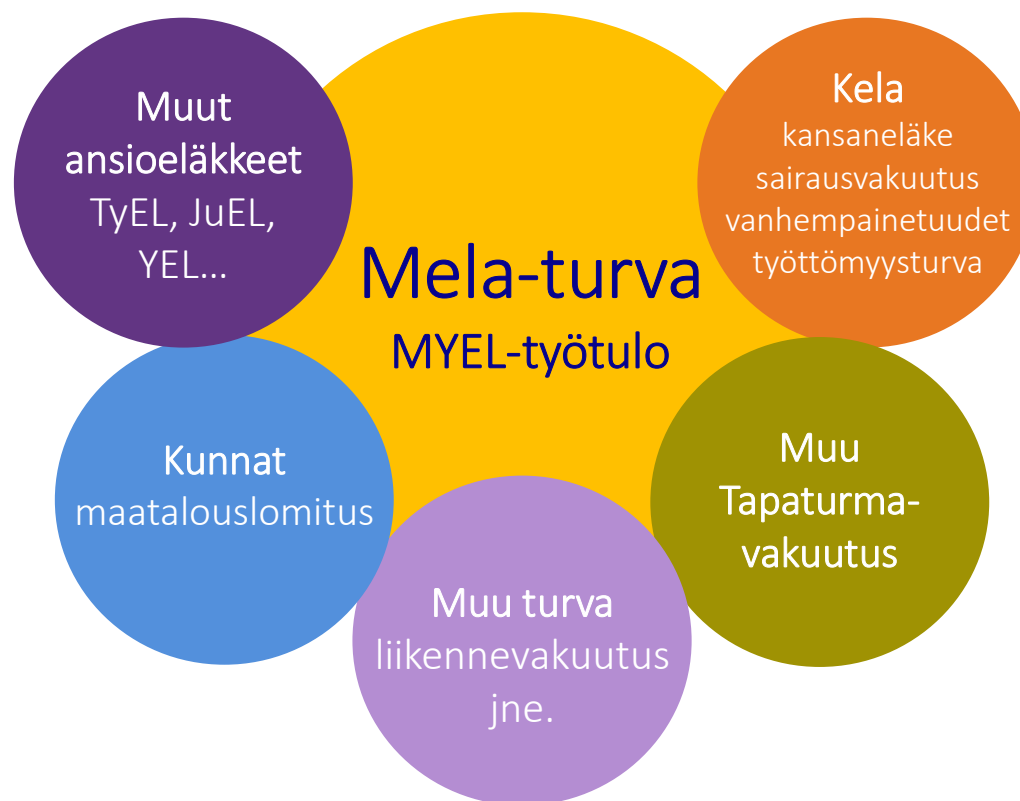 Muut
ansioeläkkeet
TyEL, JuEL,
YEL...
Kela
kansaneläke
sairausvakuutus
vanhempainetuudet
työttömyysturva
Mela-turva
MYEL-työtulo
Kunnat
maatalouslomitus
Muu
Tapaturma-
vakuutus
Muu turva
liikennevakuutus
jne.